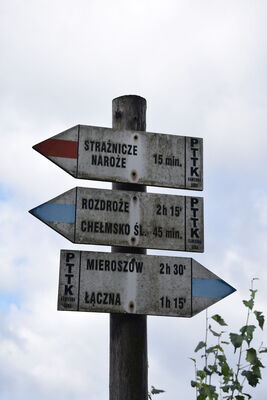 STRAŻNICZE
NAROŻE 15 min.
PTTK
ROZDROŻE 2h 15'
CHEŁMSKO ŚL. 45 min.
PTTK
PTTK
MIEROSZÓW 2h 30'
ŁĄCZNA 1h 15'